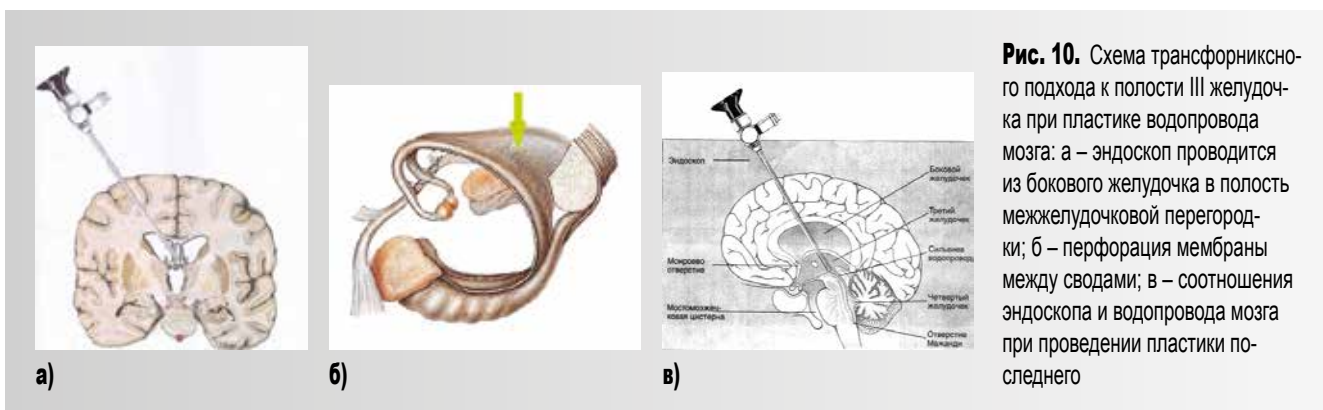 Рис. 10. Схема трансфорниксно-
го подхода к полости III желудоч-
ка при пластике водопровода
мозга: а – эндоскоп проводится
из бокового желудочка в полость
межжелудочковой перегород-
ки; б – перфорация мембраны
между сводами; в – соотношения
эндоскопа и водопровода мозга
при проведении пластики по-
следнего
а)
б)
в)
Эндоскоп
Боковой
желудочек
Третий
желудочек
Сильвиев
водопровод
Монроево
отверстие
Четвертый
желудочек
Мостомозжеч-
ковая цистерна
Отверстие
Мажанди